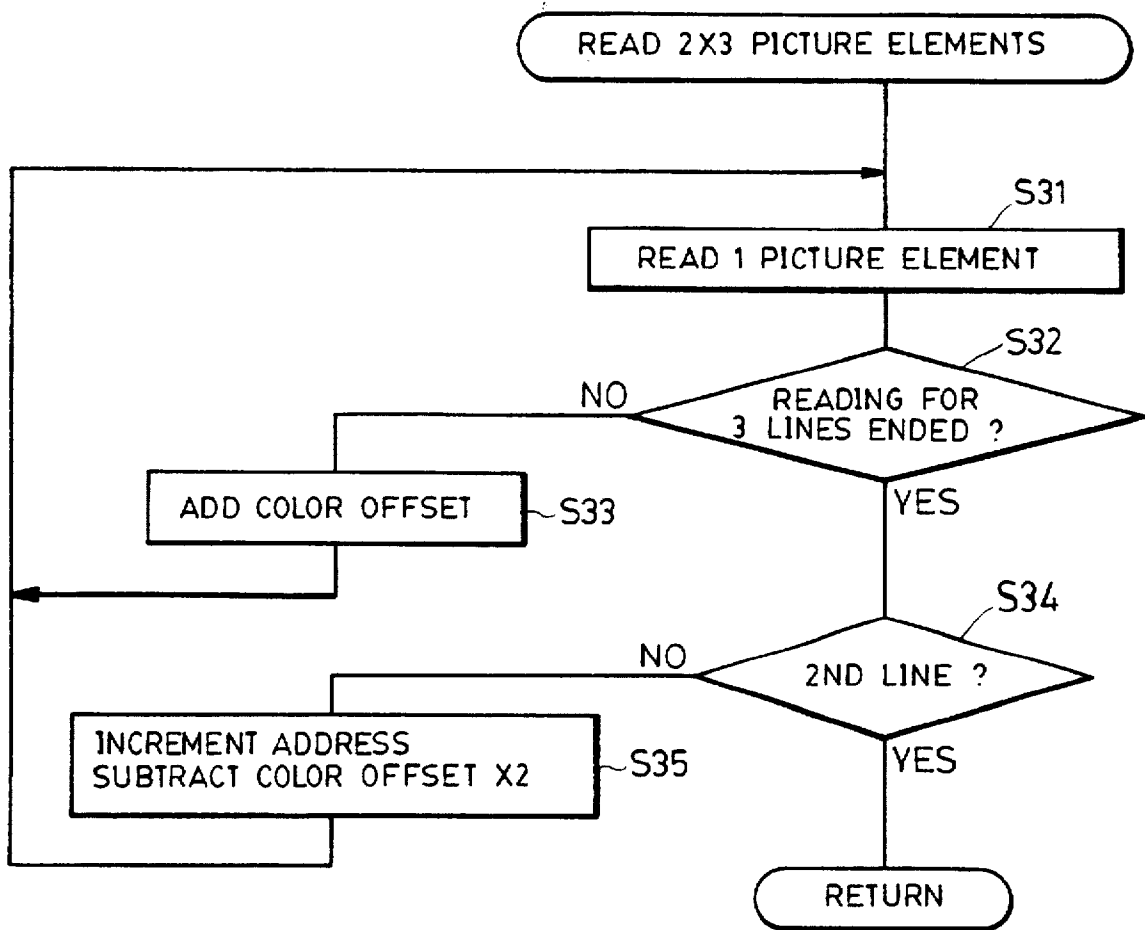 READ 2X3 PICTURE ELEMENTS
S31
READ 1 PICTURE ELEMENT
S32
READING FOR
3 LINES ENDED ?
NO
YES
ADD COLOR OFFSET
S33
S34
2ND LINE ?
NO
YES
INCREMENT ADDRESS
SUBTRACT COLOR OFFSET X2
S35
RETURN